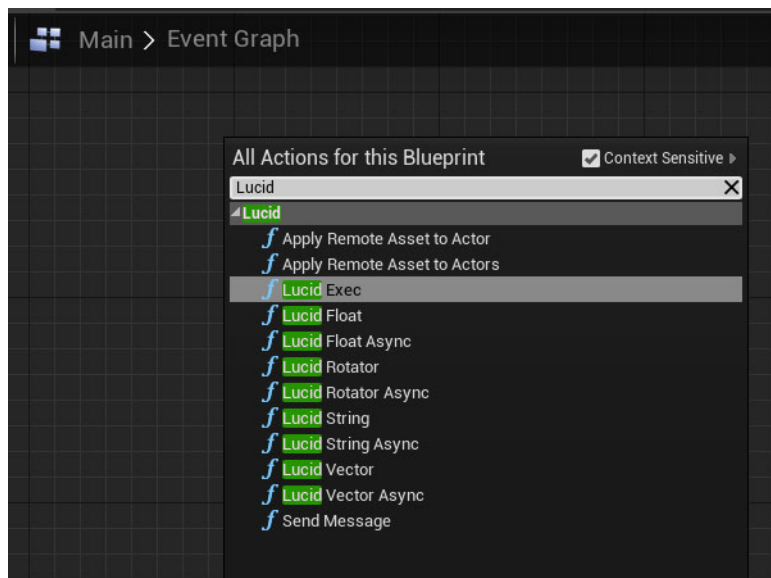 Main > Event Graph
All Actions for this Blueprint Context Sensitive
Lucid
Lucid
f Apply Remote Asset to Actor
f Apply Remote Asset to Actors
f Lucid Exec
f Lucid Float
f Lucid Float Async
f Lucid Rotator
f Lucid Rotator Async
f Lucid String
f Lucid String Async
f Lucid Vector
f Lucid Vector Async
f Send Message